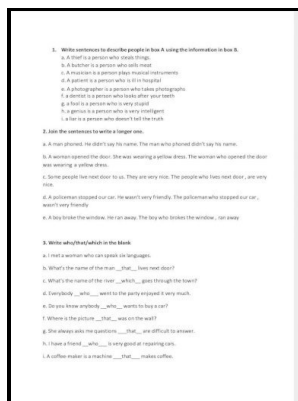 1. Write sentences to describe people in box A using the information in box B.
a. A thief is a person who steals things.
b. A butcher is a person who sells meat
c. A musician is a person plays musical instruments
d. A patient is a person who is ill in hospital
e. A photographer is a person who takes photographs
f. a dentist is a person who looks after your teeth
g. a fool is a person who is very stupid
h. a genius is a person who is very intelligent
i. a liar is a person who doesn't tell the truth
2. Join the sentences to write a longer one.
a. A man phoned. He didn't say his name. The man who phoned didn't say his name.
b. A woman opened the door. She was wearing a yellow dress. The woman who opened the door
was wearing a yellow dress.
c. Some people live next door to us. They are very nice. The people who lives next door , are very
nice.
d. A policeman stopped our car. He wasn't very friendly. The policeman who stopped our car ,
wasn't very friendly
e. A boy broke the window. He ran away. The boy who brokes the window , ran away
3. Write who/that/which in the blank
a. I met a woman who can speak six languages.
b. What's the name of the man __that__ lives next door?
c. What's the name of the river __which__ goes through the town?
d. Everybody __who___ went to the party enjoyed it very much.
e. Do you know anybody __who__ wants to buy a car?
f. Where is the picture __that__ was on the wall?
g. She always asks me questions ___that__ are difficult to answer.
h. I have a friend __who___ is very good at repairing cars.
i. A coffee-maker is a machine ___that___ makes coffee.